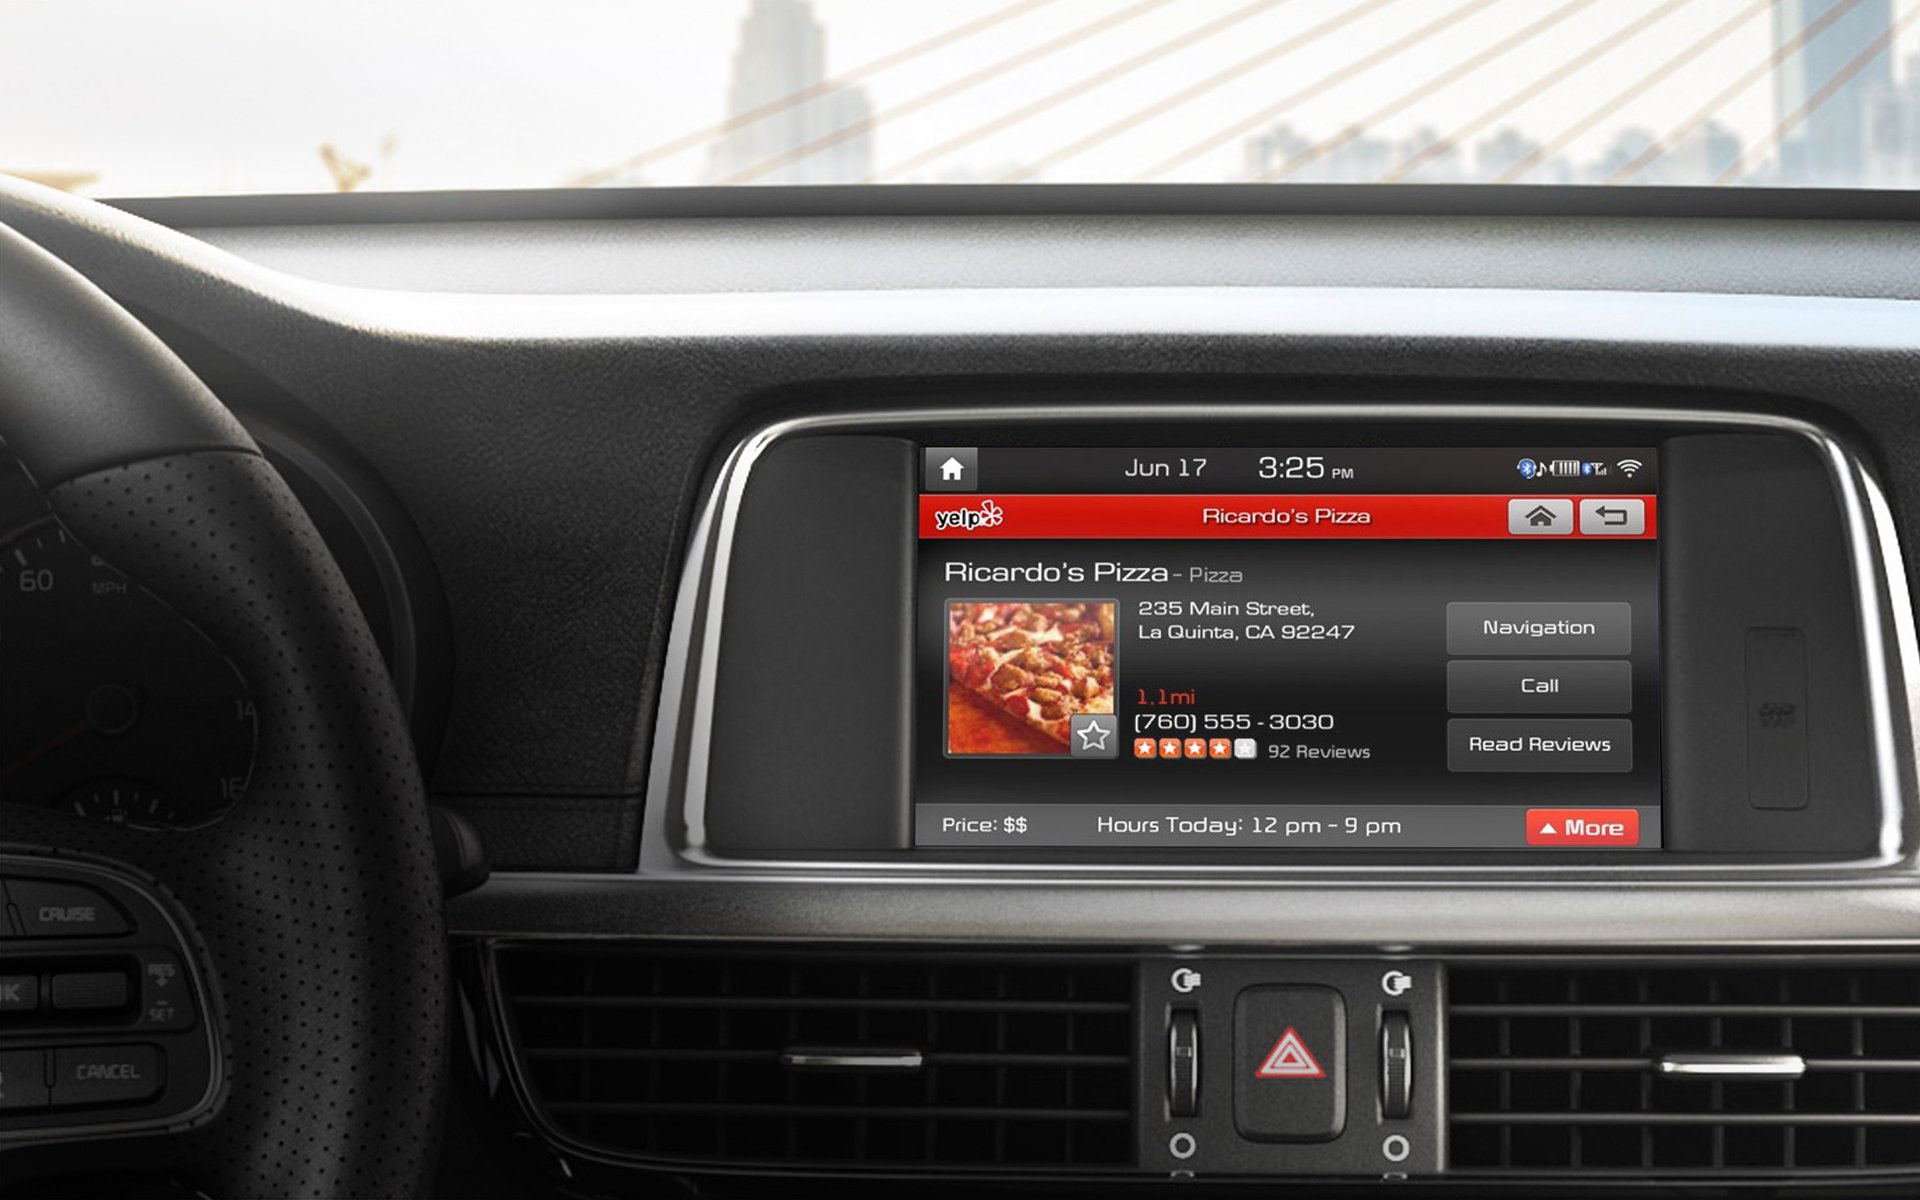 Jun 17 3:25 PM
yelp Ricardo's Pizza
Ricardo's Pizza - Pizza
235 Main Street,
La Quinta, CA 92247
1.1mi
(760) 555 - 3030
92 Reviews
Navigation
Call
Read Reviews
Price: $$ Hours Today: 12 pm - 9 pm More
60
MPH
14
16
CRUISE
RES
SET
CANCEL